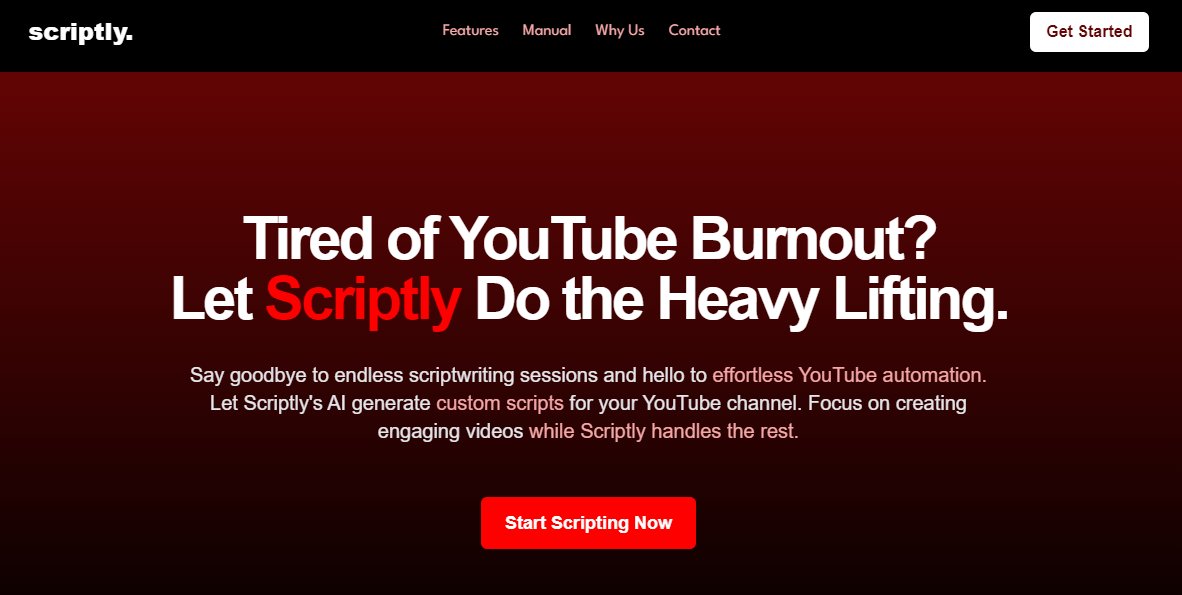 scriptly.
Features
Manual
Why Us
Contact
Get Started
Tired of YouTube Burnout?
Let Scriptly Do the Heavy Lifting.
Say goodbye to endless scriptwriting sessions and hello to effortless YouTube automation.
Let Scriptly's AI generate custom scripts for your YouTube channel. Focus on creating
engaging videos while Scriptly handles the rest.
Start Scripting Now